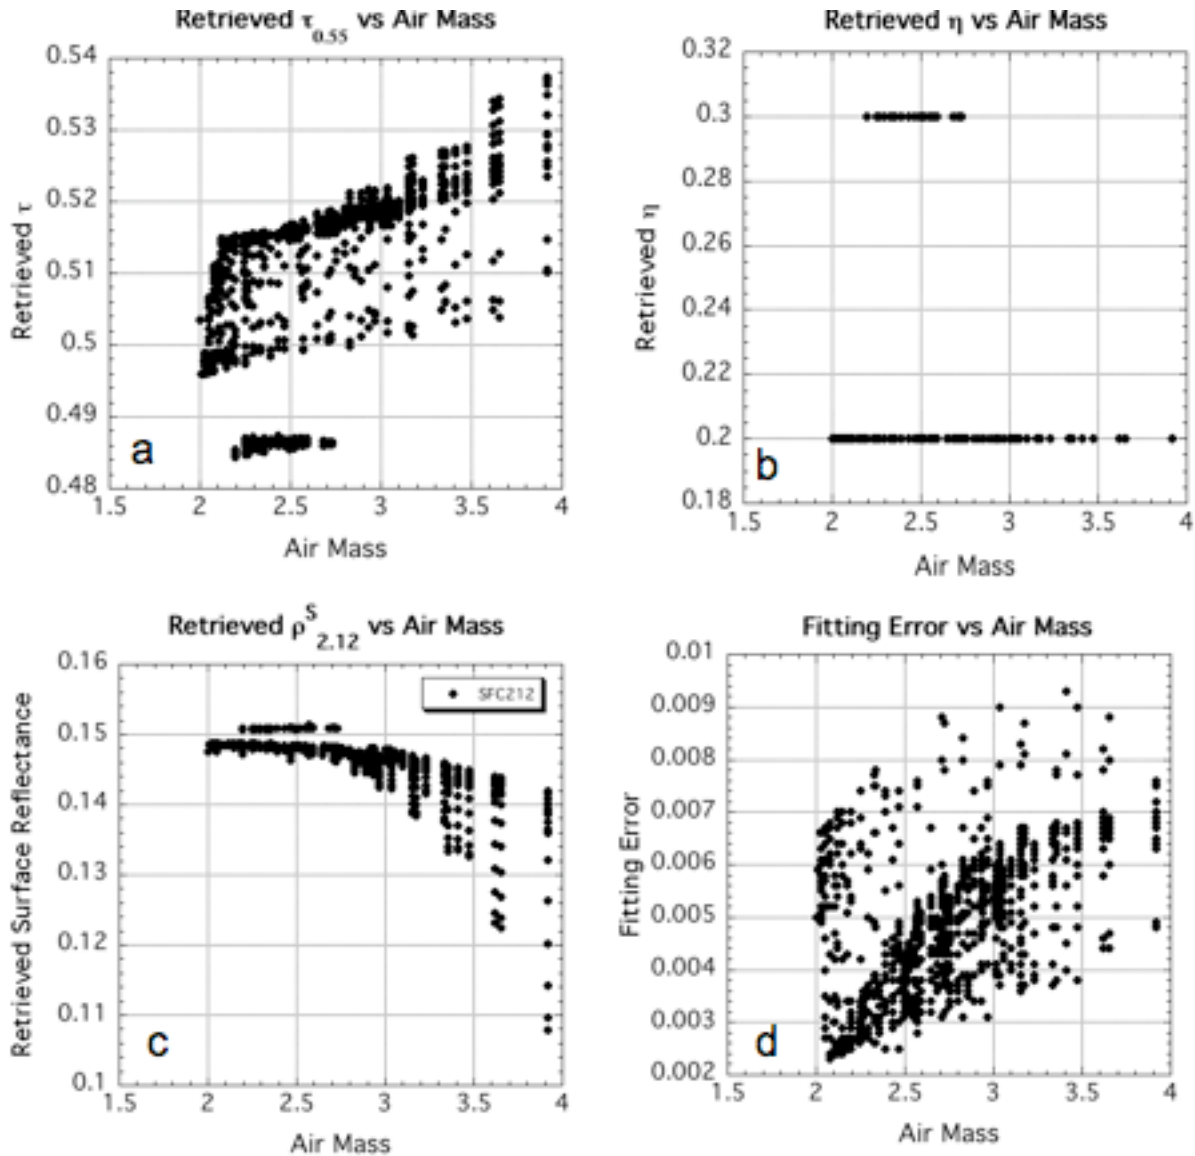 Retrieved τ0.55 vs Air Mass
0.54
0.53
0.52
0.51
0.5
0.49
0.48
Retrieved τ
a
1.5 2 2.5 3 3.5 4
Air Mass
Retrieved η vs Air Mass
0.32
0.3
0.28
0.26
0.24
0.22
0.2
0.18
Retrieved η
b
1.5 2 2.5 3 3.5 4
Air Mass
Retrieved ρS2.12 vs Air Mass
0.16
0.15
0.14
0.13
0.12
0.11
0.1
Retrieved Surface Reflectance
SFC212
c
1.5 2 2.5 3 3.5 4
Air Mass
Fitting Error vs Air Mass
0.01
0.009
0.008
0.007
0.006
0.005
0.004
0.003
0.002
Fitting Error
d
1.5 2 2.5 3 3.5 4
Air Mass